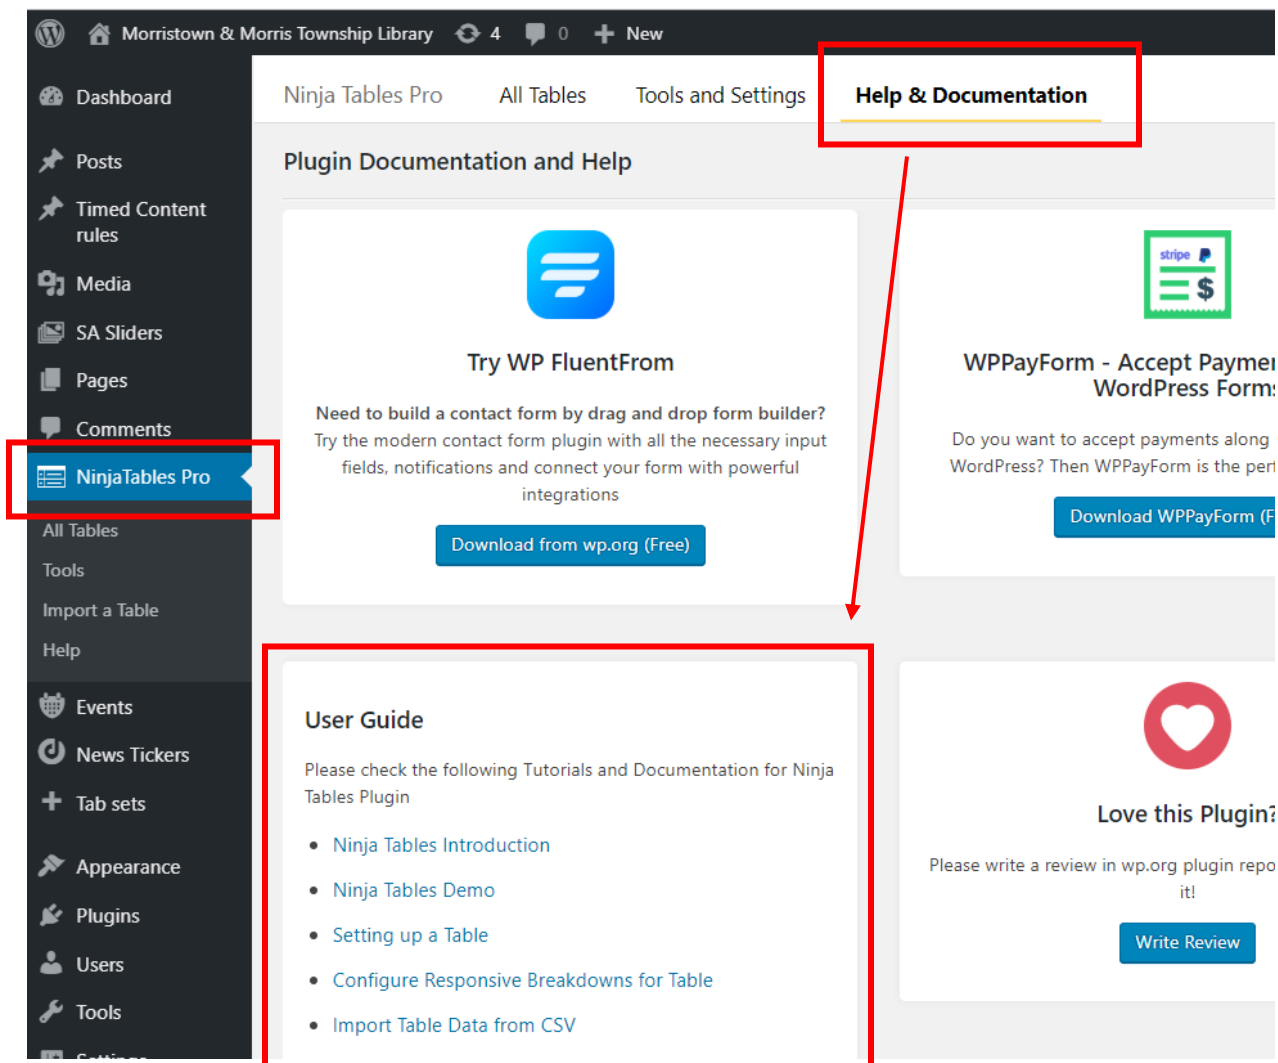 Morristown & Morris Township Library 4 0 New
Dashboard
Posts
Timed Content
rules
Media
SA Sliders
Pages
Comments
NinjaTables Pro
All Tables
Tools
Import a Table
Help
Events
News Tickers
Tab sets
Appearance
Plugins
Users
Tools
Settings
Ninja Tables Pro All Tables Tools and Settings Help & Documentation
Plugin Documentation and Help
Try WP FluentFrom
Need to build a contact form by drag and drop form builder?
Try the modern contact form plugin with all the necessary input
fields, notifications and connect your form with powerful
integrations
Download from wp.org (Free)
stripe
$
WPPayForm - Accept
WordPress
Do you want to accept payments along
WordPress? Then WPPayForm is the
Download WPPayForm
User Guide
Please check the following Tutorials and Documentation for Ninja
Tables Plugin
Ninja Tables Introduction
Ninja Tables Demo
Setting up a Table
Configure Responsive Breakdowns for Table
Import Table Data from CSV
Love this Plugin?
Please write a review in wp.org plugin repo
it!
Write Review